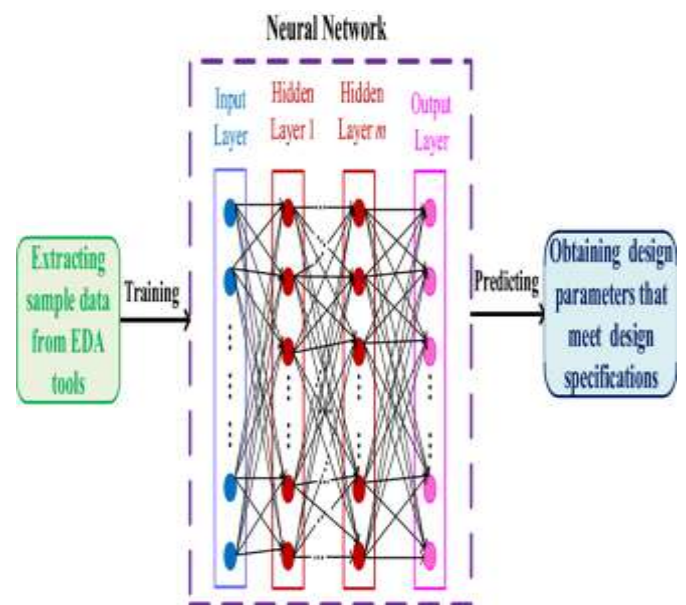 Neural Network
Input
Layer
Hidden
Layer 1
Hidden
Layer m
Output
Layer
Extracting
sample data
from EDA
tools
Training
Predicting
Obtaining design
parameters that
meet design
specifications